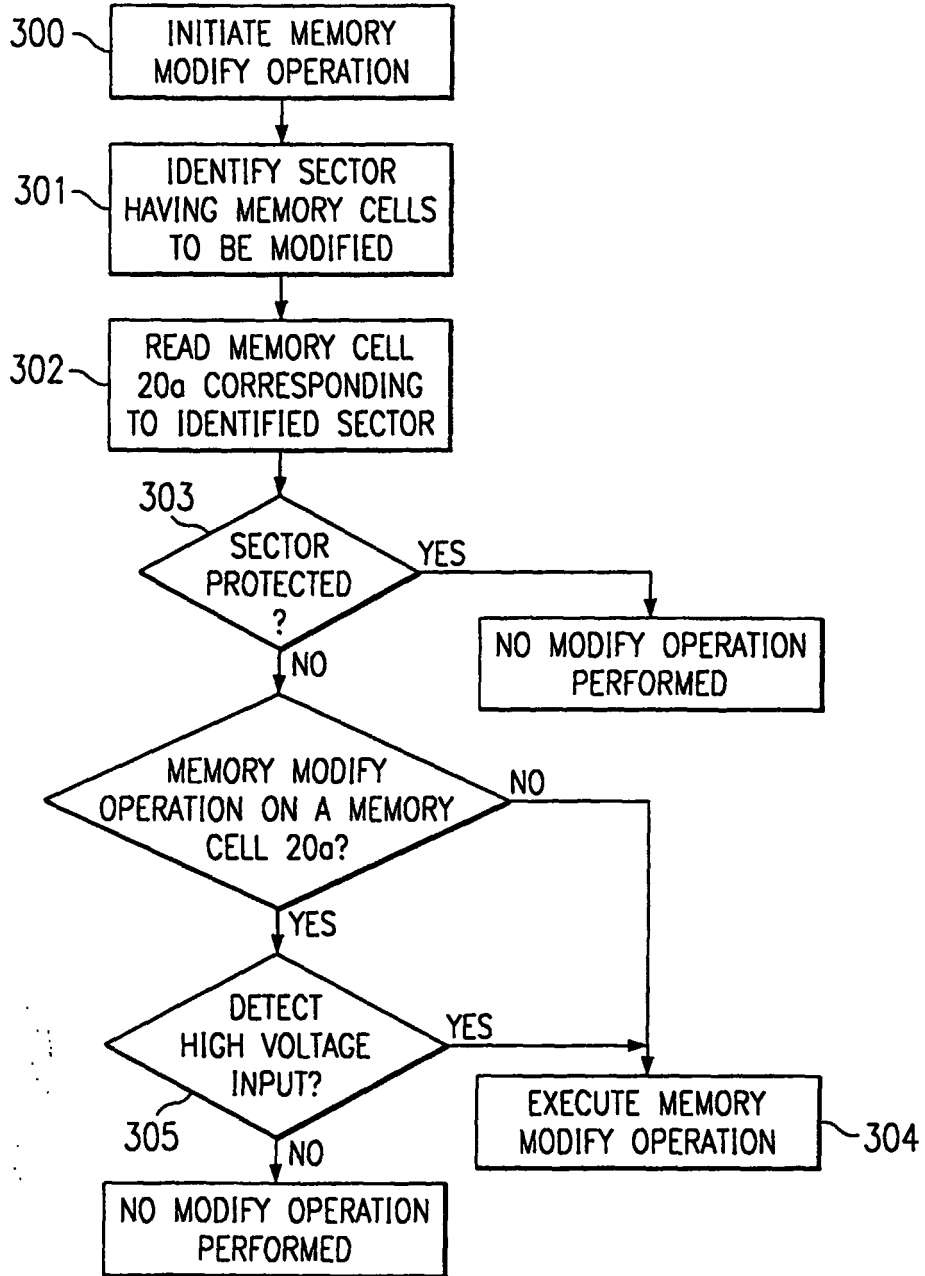 300
INITIATE MEMORY
MODIFY OPERATION
301
IDENTIFY SECTOR
HAVING MEMORY CELLS
TO BE MODIFIED
302
READ MEMORY CELL
20a CORRESPONDING
TO IDENTIFIED SECTOR
303
SECTOR
PROTECTED
?
YES
NO MODIFY OPERATION
PERFORMED
NO
MEMORY MODIFY
OPERATION ON A MEMORY
CELL 20a?
NO
YES
DETECT
HIGH VOLTAGE
INPUT?
YES
305
EXECUTE MEMORY
MODIFY OPERATION
304
NO
NO MODIFY OPERATION
PERFORMED